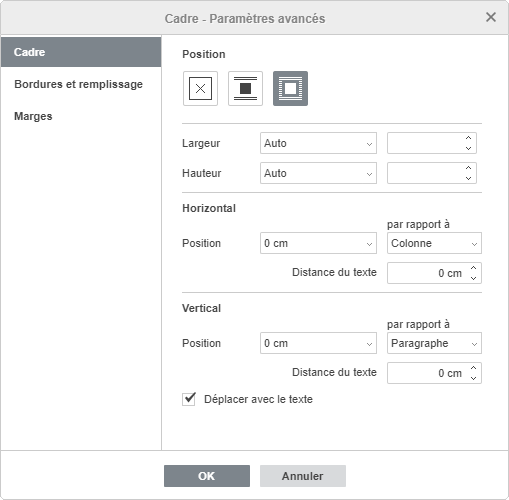 Cadre - Paramètres avancés
Cadre
Bordures et remplissage
Marges
Position
Largeur Auto
Hauteur Auto
Horizontal
par rapport à
Position 0 cm Colonne
Distance du texte 0 cm
Vertical
par rapport à
Position 0 cm Paragraphe
Distance du texte 0 cm
Déplacer avec le texte
OK Annuler